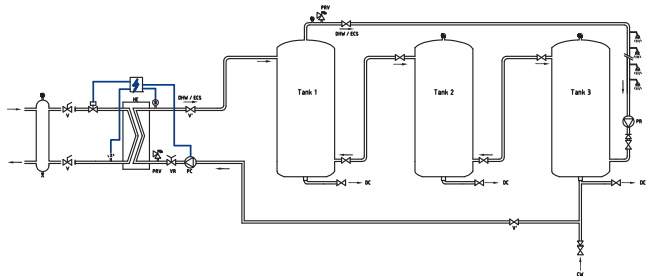 PRV
DHW / ECS
Tank 1
Tank 2
Tank 3
HE
DHW / ECS
V
V'
PR
V
PRV
VR
PC
DC
DC
DC
V'
CW